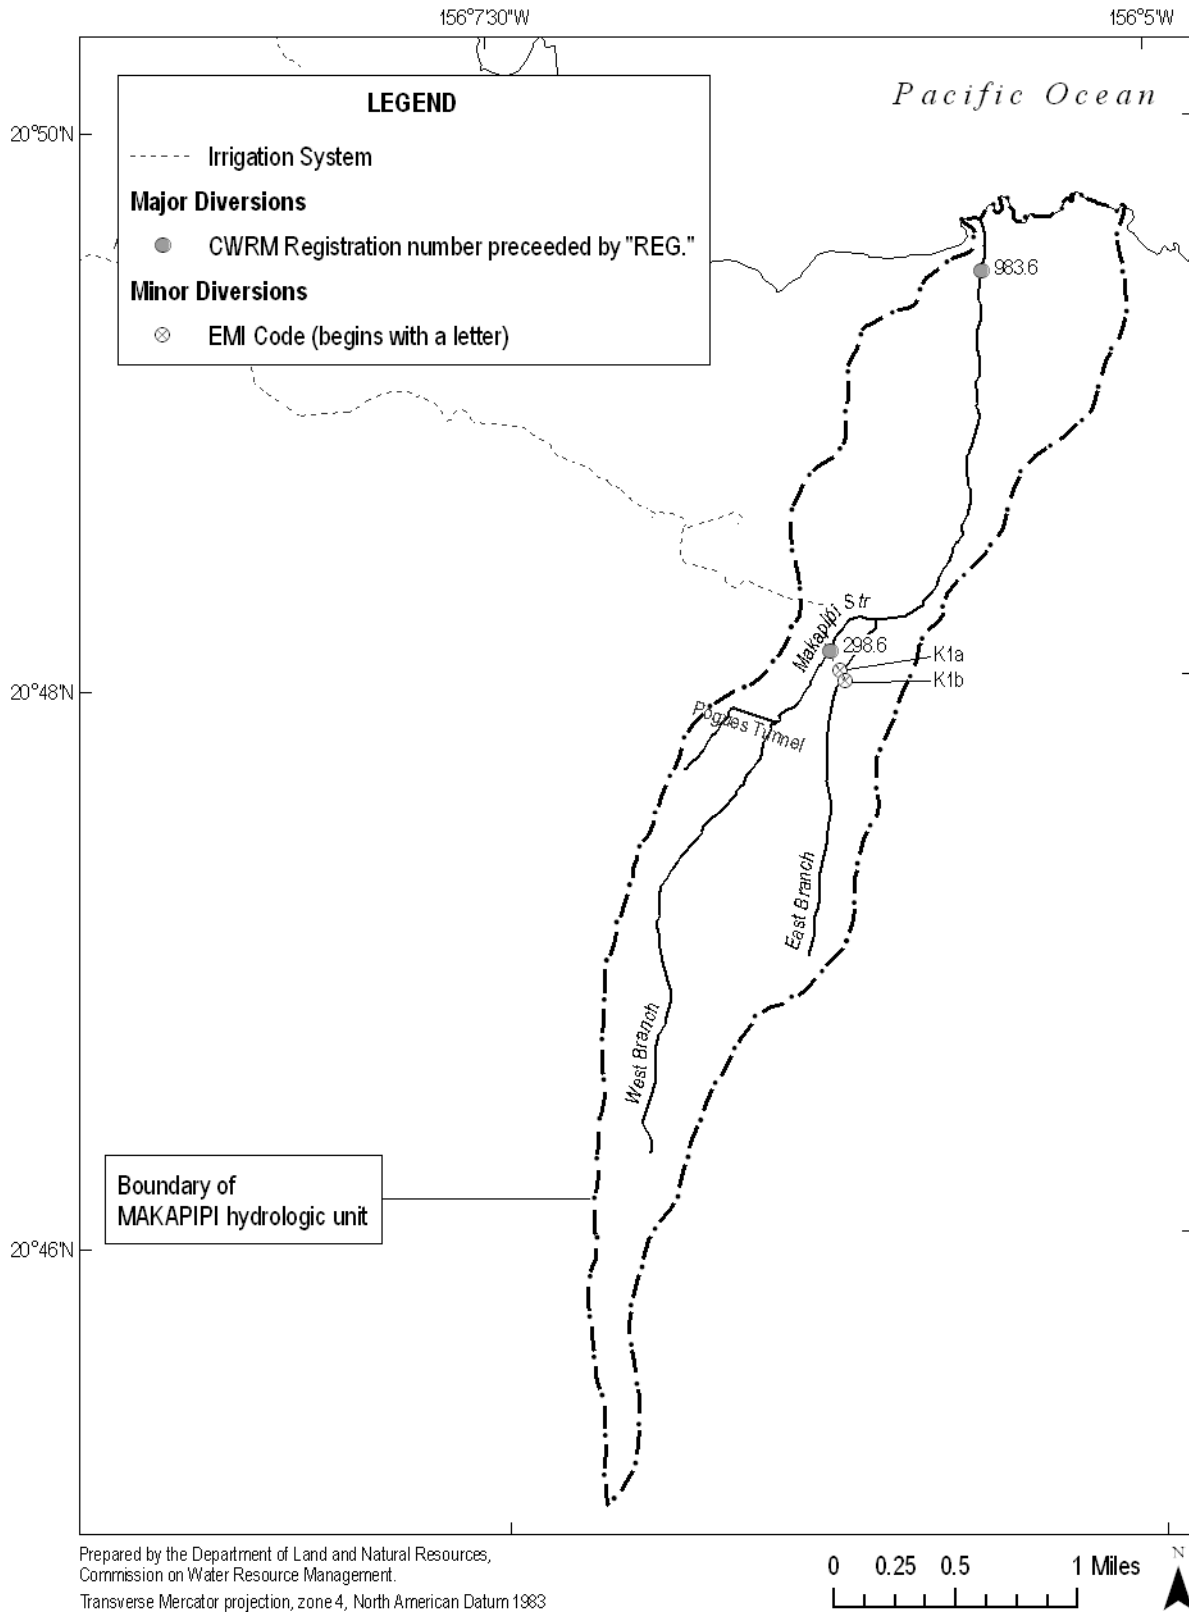 156°7'30"W
156°5'W
Pacific Ocean
LEGEND
20°50'N
Irrigation System
Major Diversions
CWRM Registration number preceeded by "REG."
983.6
Minor Diversions
EMI Code (begins with a letter)
Makapipi Str
298.6
K1a
K1b
20°48'N
Pogues Tunnel
East Branch
West Branch
Boundary of
MAKAPIPI hydrologic unit
20°46'N
Prepared by the Department of Land and Natural Resources,
Commission on Water Resource Management.
Transverse Mercator projection, zone 4, North American Datum 1983
0 0.25 0.5 1 Miles
N